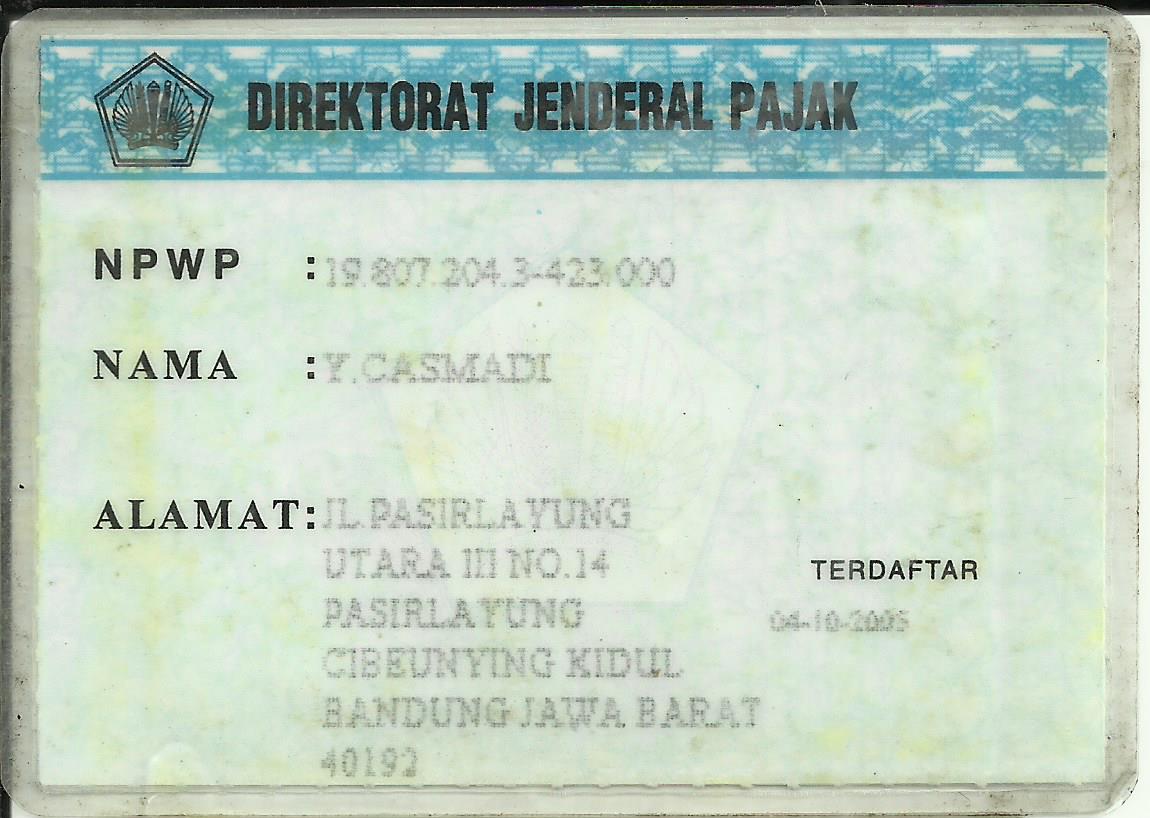 DIREKTORAT JENDERAL PAJAK
NPWP : 19.807.204.3-423.000
NAMA : Y.CASMADI
ALAMAT : JL.PASIRLAYUNG
UTARA III NO.14
PASIRLAYUNG
CIBEUNYING KIDUL
BANDUNG JAWA BARAT
40192
TERDAFTAR
04-10-2005